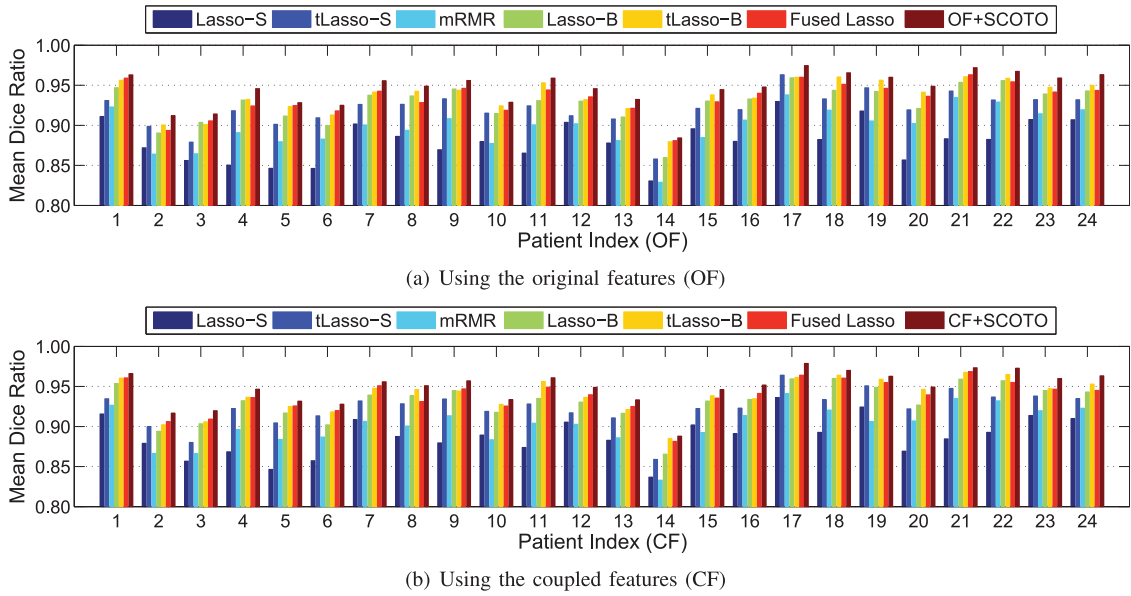 Lasso−S tLasso−S mRMR Lasso−B tLasso−B Fused Lasso OF+SCOTO
Mean Dice Ratio
1.00
0.95
0.90
0.85
0.80
1 2 3 4 5 6 7 8 9 10 11 12 13 14 15 16 17 18 19 20 21 22 23 24
Patient Index (OF)
(a) Using the original features (OF)
Lasso−S tLasso−S mRMR Lasso−B tLasso−B Fused Lasso CF+SCOTO
Mean Dice Ratio
1.00
0.95
0.90
0.85
0.80
1 2 3 4 5 6 7 8 9 10 11 12 13 14 15 16 17 18 19 20 21 22 23 24
Patient Index (CF)
(b) Using the coupled features (CF)